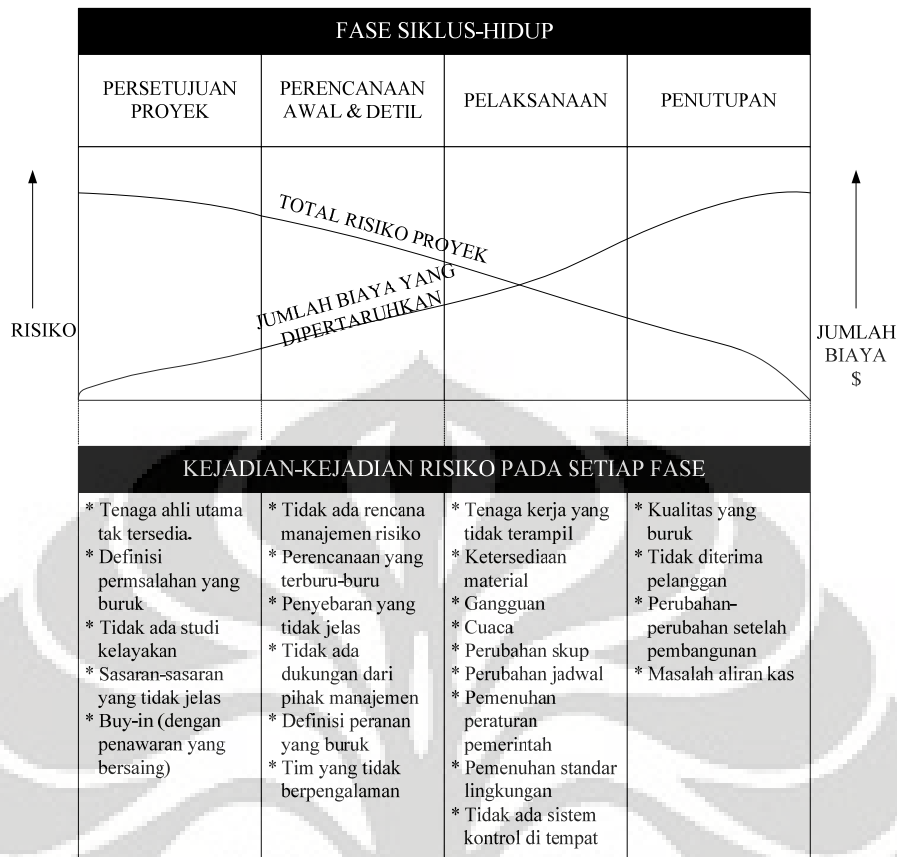 FASE SIKLUS-HIDUP
PERSETUJUAN
PROYEK
PERENCANAAN
AWAL & DETIL
PELAKSANAAN
PENUTUPAN
TOTAL RISIKO PROYEK
JUMLAH BIAYA YANG
DIPERTARUHKAN
RISIKO
JUMLAH
BIAYA
$
KEJADIAN-KEJADIAN RISIKO PADA SETIAP FASE
* Tenaga ahli utama
tak tersedia.
* Definisi
permsalahan yang
buruk
* Tidak ada studi
kelayakan
* Sasaran-sasaran
yang tidak jelas
* Buy-in (dengan
penawaran yang
bersaing)
* Tidak ada rencana
manajemen risiko
* Perencanaan yang
terburu-buru
* Penyebaran yang
tidak jelas
* Tidak ada
dukungan dari
pihak manajemen
* Definisi peranan
yang buruk
* Tim yang tidak
berpengalaman
* Tenaga kerja yang
tidak terampil
* Ketersediaan
material
* Gangguan
* Cuaca
* Perubahan skup
* Perubahan jadwal
* Pemenuhan
peraturan
pemerintah
* Pemenuhan standar
lingkungan
* Tidak ada sistem
kontrol di tempat
* Kualitas yang
buruk
* Tidak diterima
pelanggan
* Perubahan-
perubahan setelah
pembangunan
* Masalah aliran kas